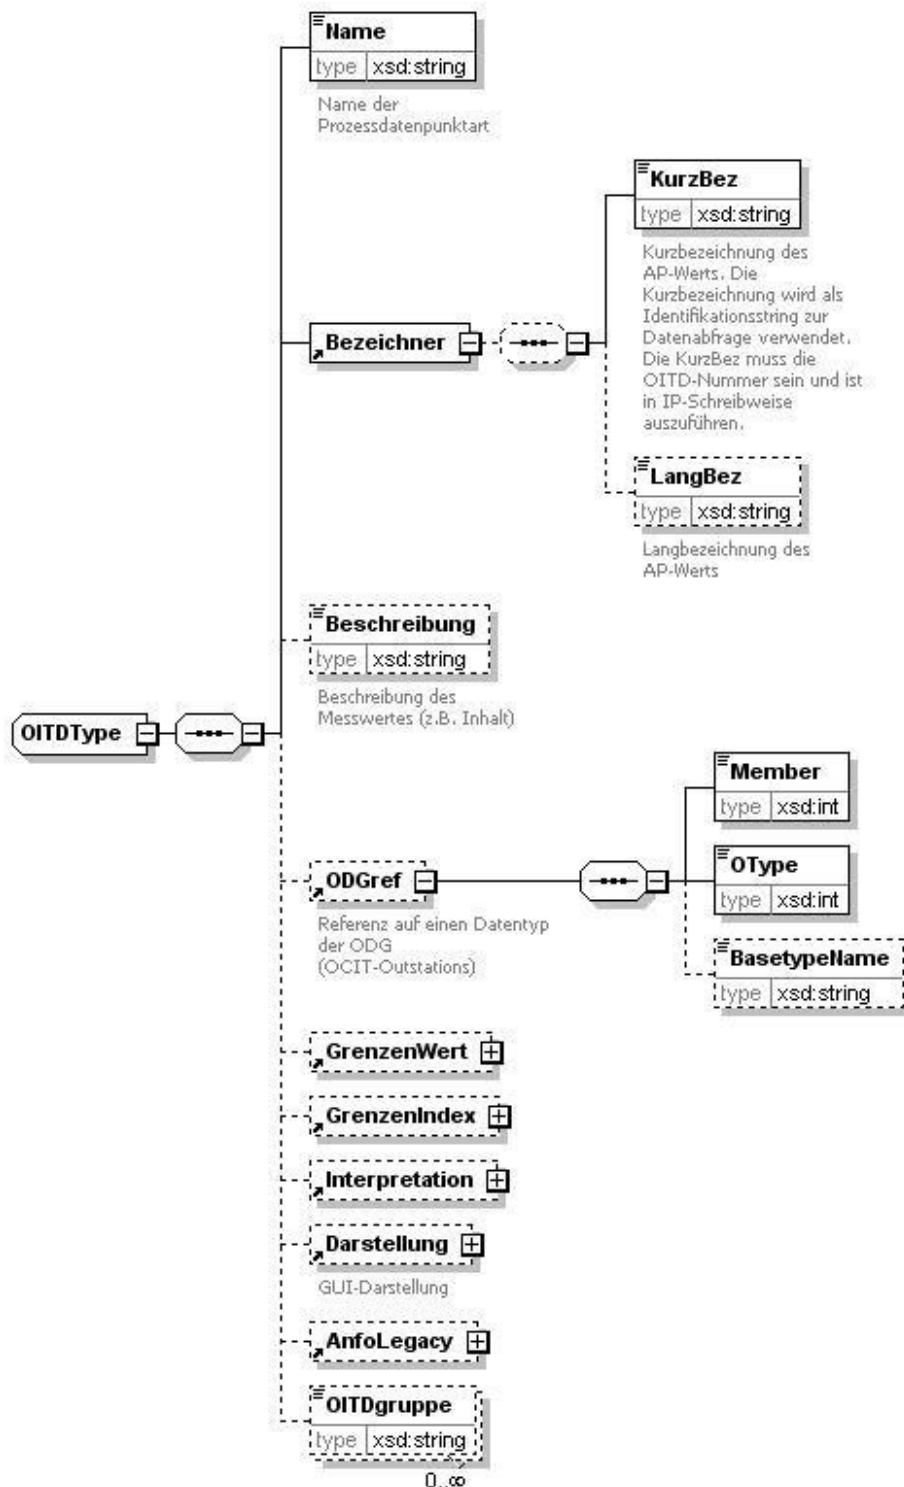 Name
type xsd:string
Name der
Prozessdatenpunktart
KurzBez
type xsd:string
Kurzbezeichnung des
AP-Werts. Die
Kurzbezeichnung wird als
Identifikationsstring zur
Datenabfrage verwendet.
Die KurzBez muss die
OITD-Nummer sein und ist
in IP-Schreibweise
auszuführen.
Bezeichner
LangBez
type xsd:string
Langbezeichnung des
AP-Werts
Beschreibung
type xsd:string
Beschreibung des
Messwertes (z.B. Inhalt)
OITDType
Member
type xsd:int
OType
type xsd:int
BasetypeName
type xsd:string
ODGref
Referenz auf einen Datentyp
der ODG
(OCIT-Outstations)
GrenzenWert
GrenzenIndex
Interpretation
Darstellung
GUI-Darstellung
AnfoLegacy
OITDgruppe
type xsd:string
0..∞